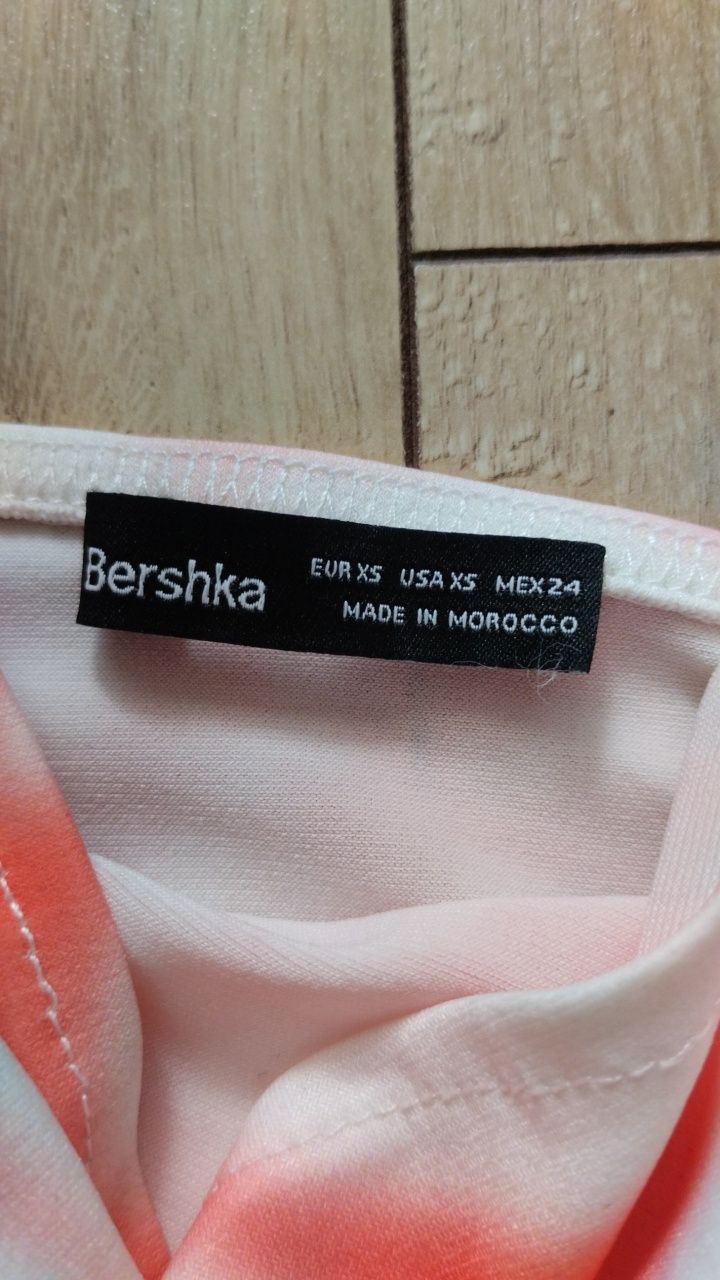 Bershka
EUR XS USA XS MEX 24
MADE IN MOROCCO